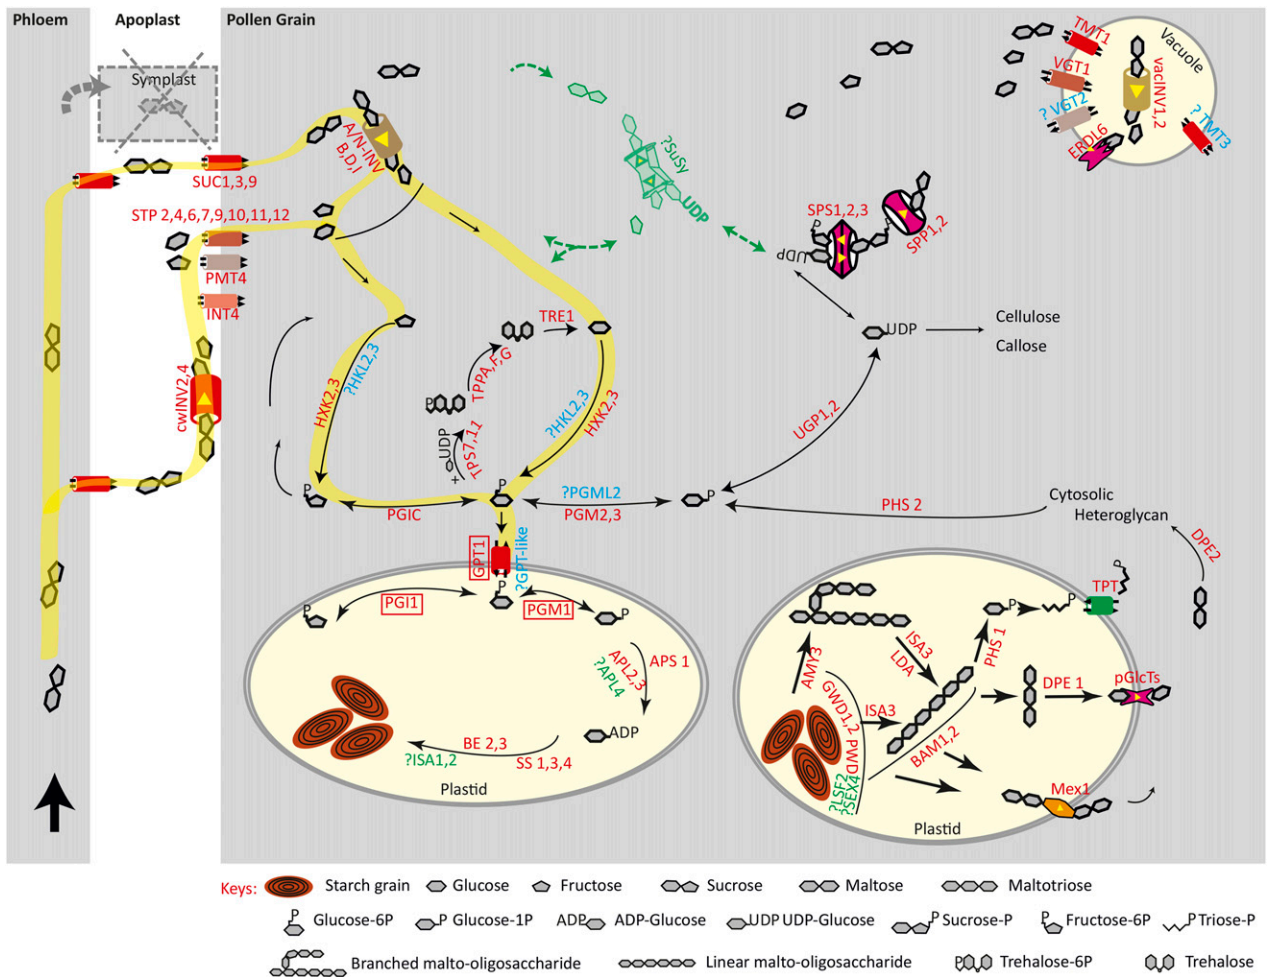 Phloem
Apoplast
Pollen Grain
Symplast
SUC1,3,9
STP 2,4,6,7,9,10,11,12
PMT4
INT4
cwINV2,4
A/N-INV
B,D,I
?SuSy
UDP
SPS1,2,3
SPP1,2
P
P
UDP
TMT1
VGT1
? VGT2
ERDL6
Vacuole
vacINV1,2
? TMT3
UDP
Cellulose
Callose
UGP1,2
TRE1
TPPA,F,G
P
UDP
+
TPS7,11
HXK2,3
?HKL2,3
?HKL2,3
HXK2,3
P
PGIC
P
?PGML2
PGM2,3
P
PHS 2
Cytosolic
Heteroglycan
DPE2
GPT1
?GPT-like
P
PGI1
P
PGM1
P
APS 1
APL2,3
?APL4
ADP
BE 2,3
?ISA1,2
SS 1,3,4
Plastid
AMY3
ISA3
LDA
GWD1,2
PWD
?LSF2
?SEX4
ISA3
BAM1,2
PHS 1
P
P
P
TPT
DPE 1
pGlcTs
Mex1
Plastid
Keys:
Starch grain
Glucose
Fructose
Sucrose
Maltose
Maltotriose
P
Glucose-6P
P Glucose-1P
ADP
ADP-Glucose
UDP UDP-Glucose
P
Sucrose-P
P
Fructose-6P
P Triose-P
Branched malto-oligosaccharide
Linear malto-oligosaccharide
P
Trehalose-6P
Trehalose